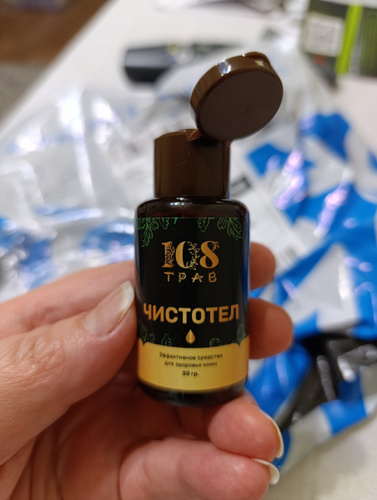 108
ТРАВ
ЧИСТОТЕЛ
Эффективное средство
для здоровья кожи
30 гр.